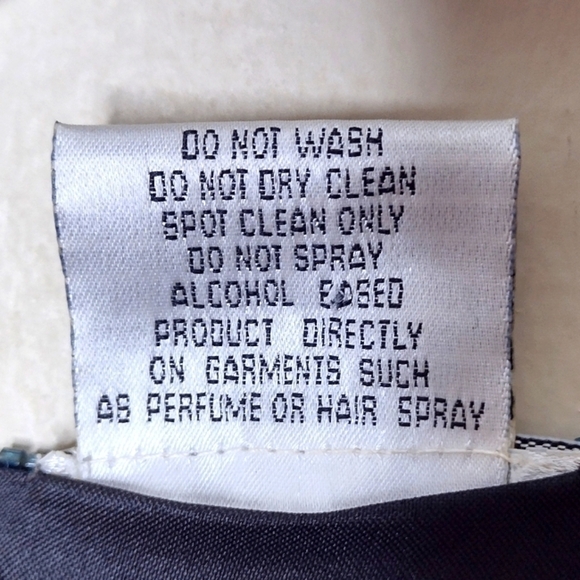 DO NOT WASH
DO NOT DRY CLEAN
SPOT CLEAN ONLY
DO NOT SPRAY
ALCOHOL BASED
PRODUCT DIRECTLY
ON GARMENTS SUCH
AS PERFUME OR HAIR SPRAY